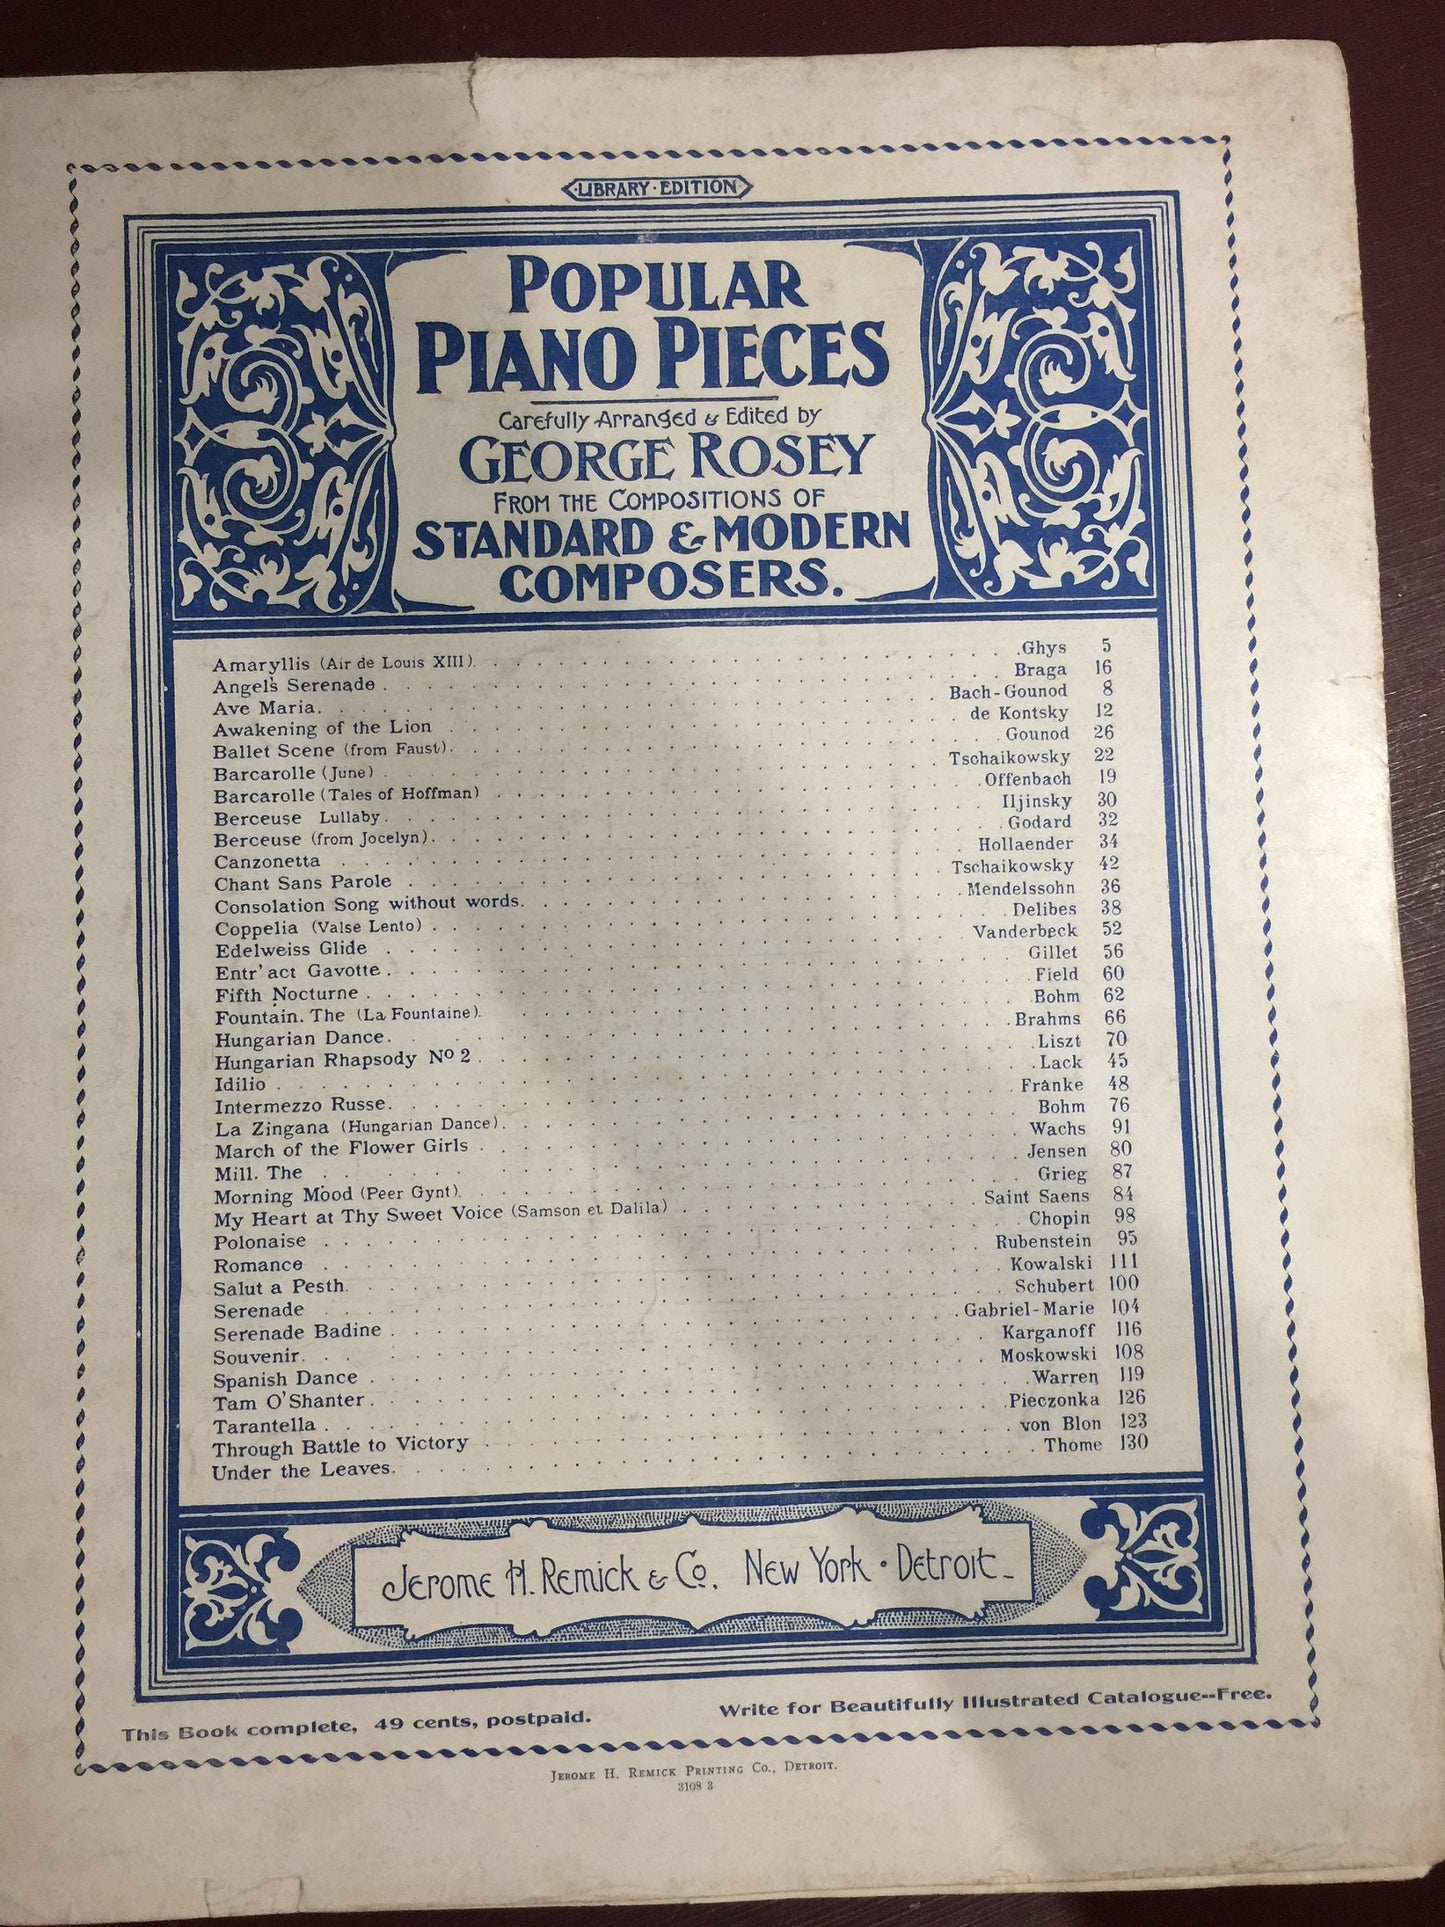 LIBRARY · EDITION
POPULAR
PIANO PIECES
Carefully Arranged & Edited by
GEORGE ROSEY
FROM THE COMPOSITIONS OF
STANDARD & MODERN
COMPOSERS.
Amaryllis (Air de Louis XIII). Ghys 5
Angel's Serenade Braga 16
Ave Maria. Bach-Gounod 8
Awakening of the Lion de Kontsky 12
Ballet Scene (from Faust). Gounod 26
Barcarolle (June) Tschaikowsky 22
Barcarolle (Tales of Hoffman) Offenbach 19
Berceuse Lullaby. Iljinsky 30
Berceuse (from Jocelyn). Godard 32
Canzonetta Hollaender 34
Chant Sans Parole Tschaikowsky 42
Consolation Song without words. Mendelssohn 36
Coppelia (Valse Lento) Delibes 38
Edelweiss Glide Vanderbeck 52
Entr' act Gavotte Gillet 56
Fifth Nocturne Field 60
Fountain. The (La Fountaine). Bohm 62
Hungarian Dance. Brahms 66
Hungarian Rhapsody No 2 Liszt 70
Idilio Lack 45
Intermezzo Russe. Franke 48
La Zingana (Hungarian Dance). Bohm 76
March of the Flower Girls Wachs 91
Mill. The Jensen 80
Morning Mood (Peer Gynt). Grieg 87
My Heart at Thy Sweet Voice (Samson et Dalila) Saint Saens 84
Polonaise Chopin 98
Romance Rubenstein 95
Salut a Pesth. Kowalski 111
Serenade Schubert 100
Serenade Badine Gabriel-Marie 104
Souvenir. Karganoff 116
Spanish Dance Moskowski 108
Tam O'Shanter Warren 119
Tarantella Pieczonka 126
Through Battle to Victory von Blon 123
Under the Leaves. Thome 130
Jerome H. Remick & Co. New York · Detroit
This Book complete, 49 cents, postpaid. Write for Beautifully Illustrated Catalogue--Free.
JEROME H. REMICK PRINTING CO., DETROIT.
3108 3